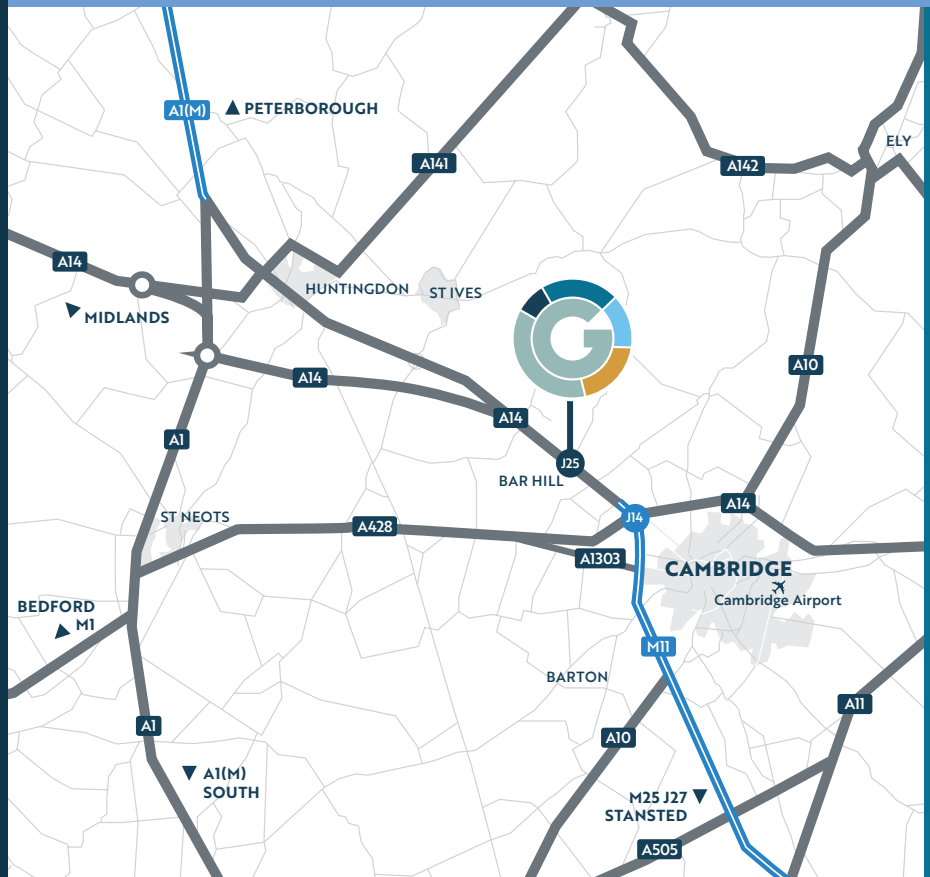 A1(M)
PETERBOROUGH
A141
A142
ELY
A14
HUNTINGDON
ST IVES
MIDLANDS
G
A10
A14
A14
A1
J25
BAR HILL
A14
ST NEOTS
J14
A428
A1303
CAMBRIDGE
Cambridge Airport
BEDFORD
M1
M11
BARTON
A11
A1
A10
A1(M)
SOUTH
M25 J27
STANSTED
A505